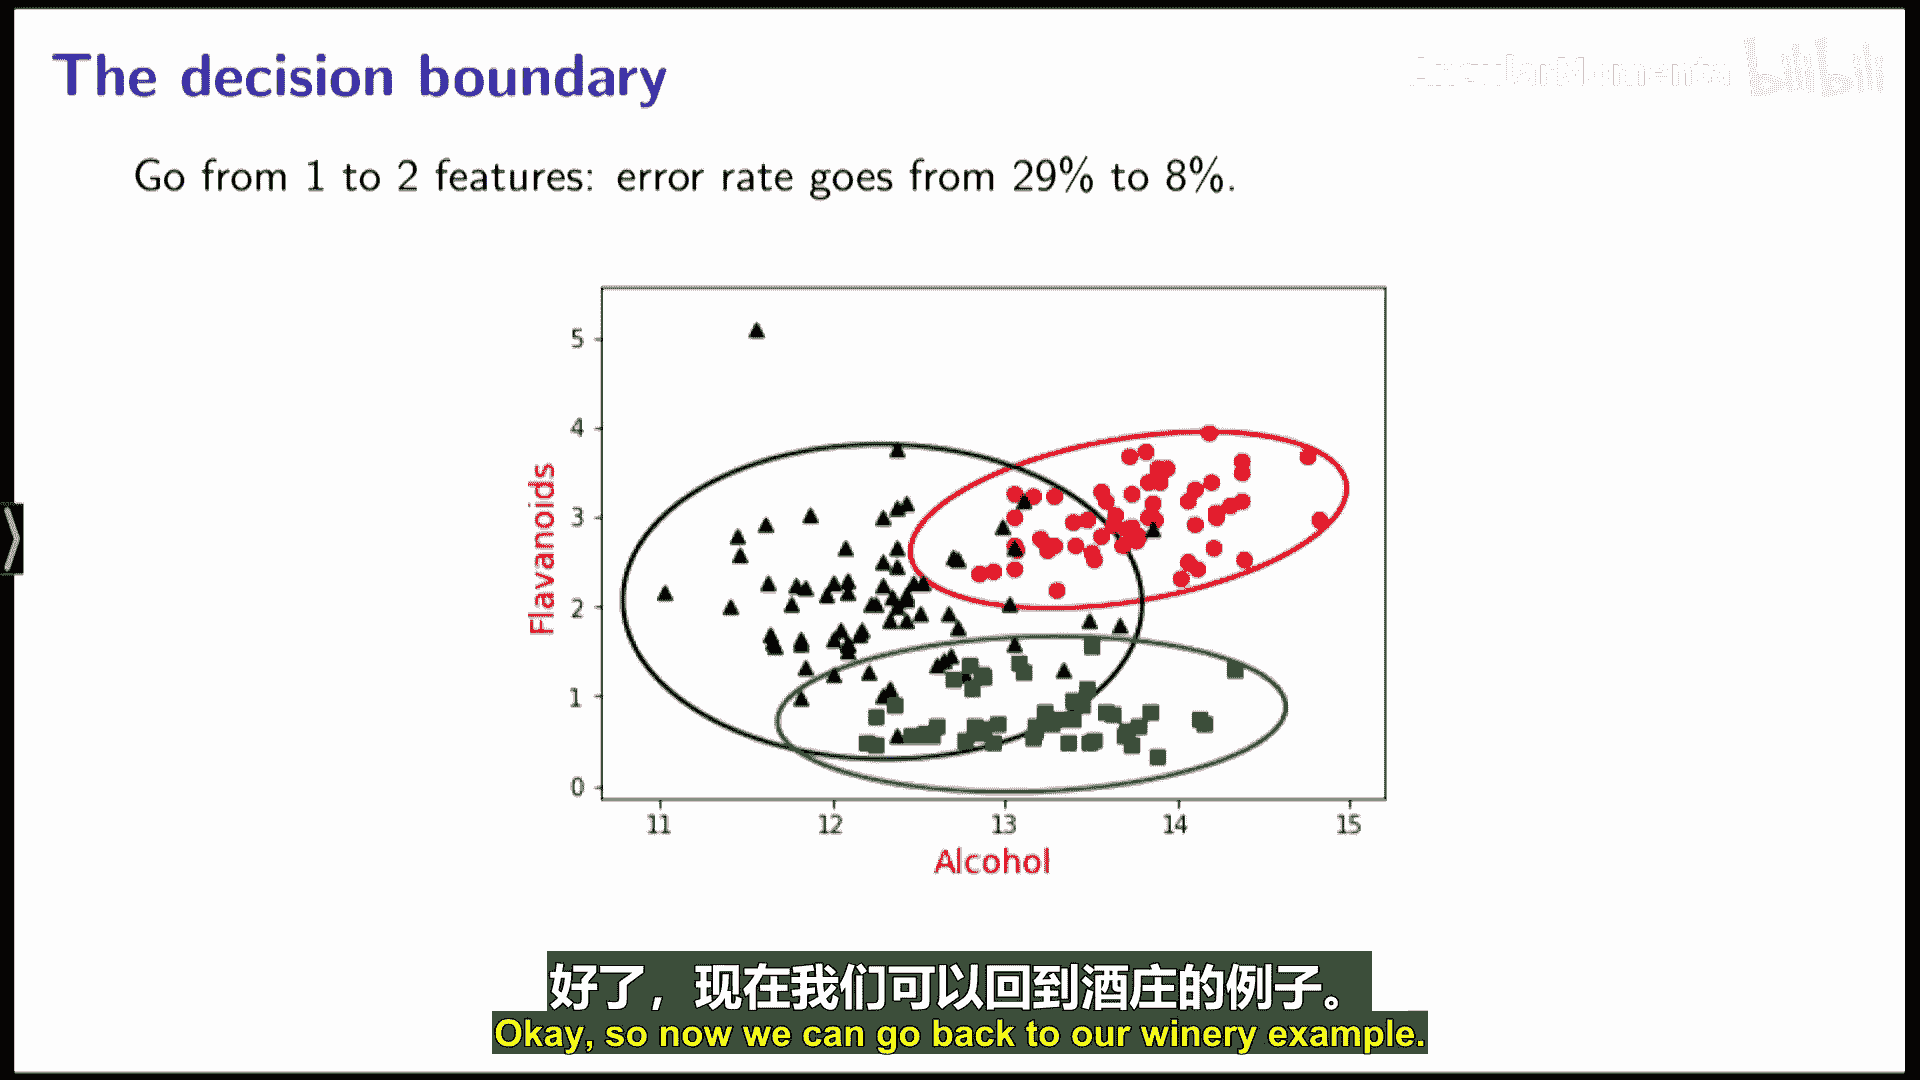 The decision boundary
bilibili
Go from 1 to 2 features: error rate goes from 29% to 8%.
5
4
3
2
1
0
Flavanoids
11 12 13 14 15
Alcohol
好了，现在我们可以回到酒庄的例子。
Okay, so now we can go back to our winery example.